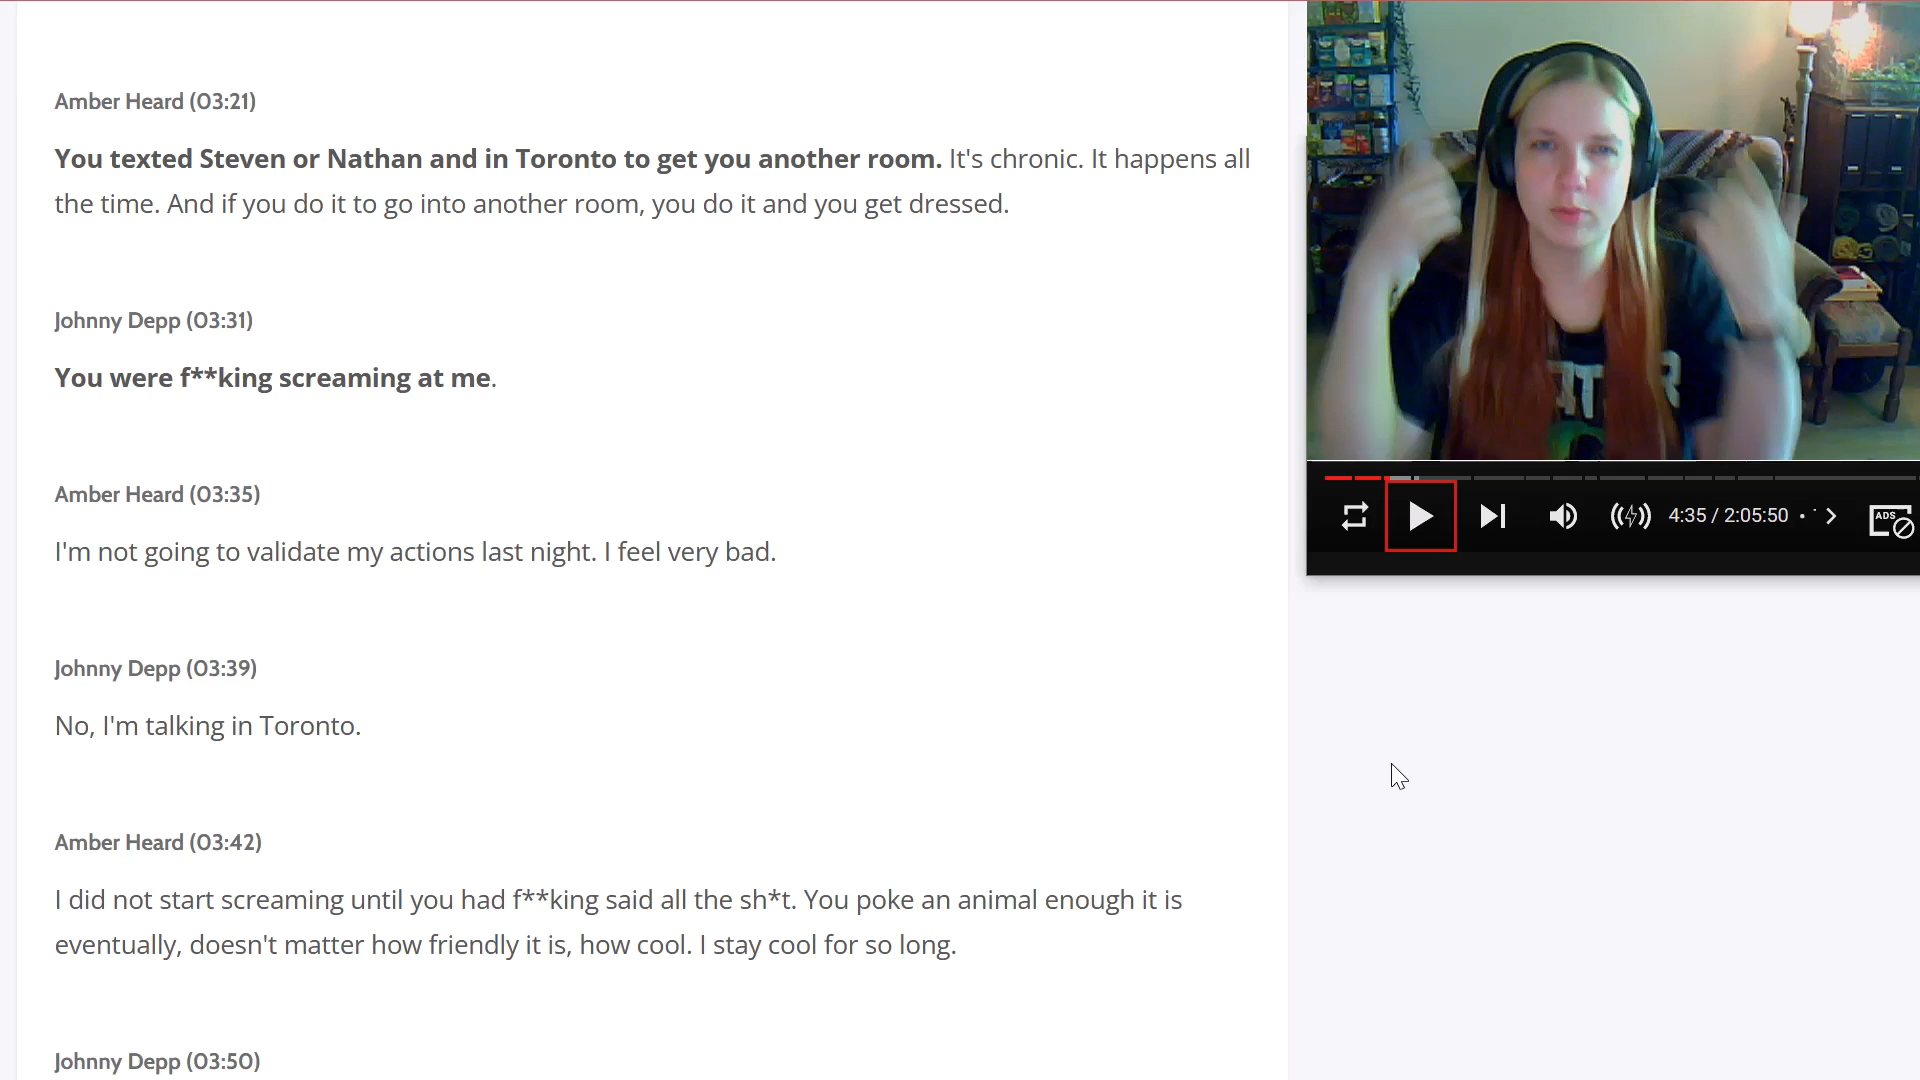 Amber Heard (03:21)
You texted Steven or Nathan and in Toronto to get you another room. It's chronic. It happens all
the time. And if you do it to go into another room, you do it and you get dressed.
Johnny Depp (03:31)
You were f**king screaming at me.
Amber Heard (03:35)
I'm not going to validate my actions last night. I feel very bad.
Johnny Depp (03:39)
No, I'm talking in Toronto.
Amber Heard (03:42)
I did not start screaming until you had f**king said all the sh*t. You poke an animal enough it is
eventually, doesn't matter how friendly it is, how cool. I stay cool for so long.
Johnny Depp (03:50)
4:35 / 2:05:50 •
ADS